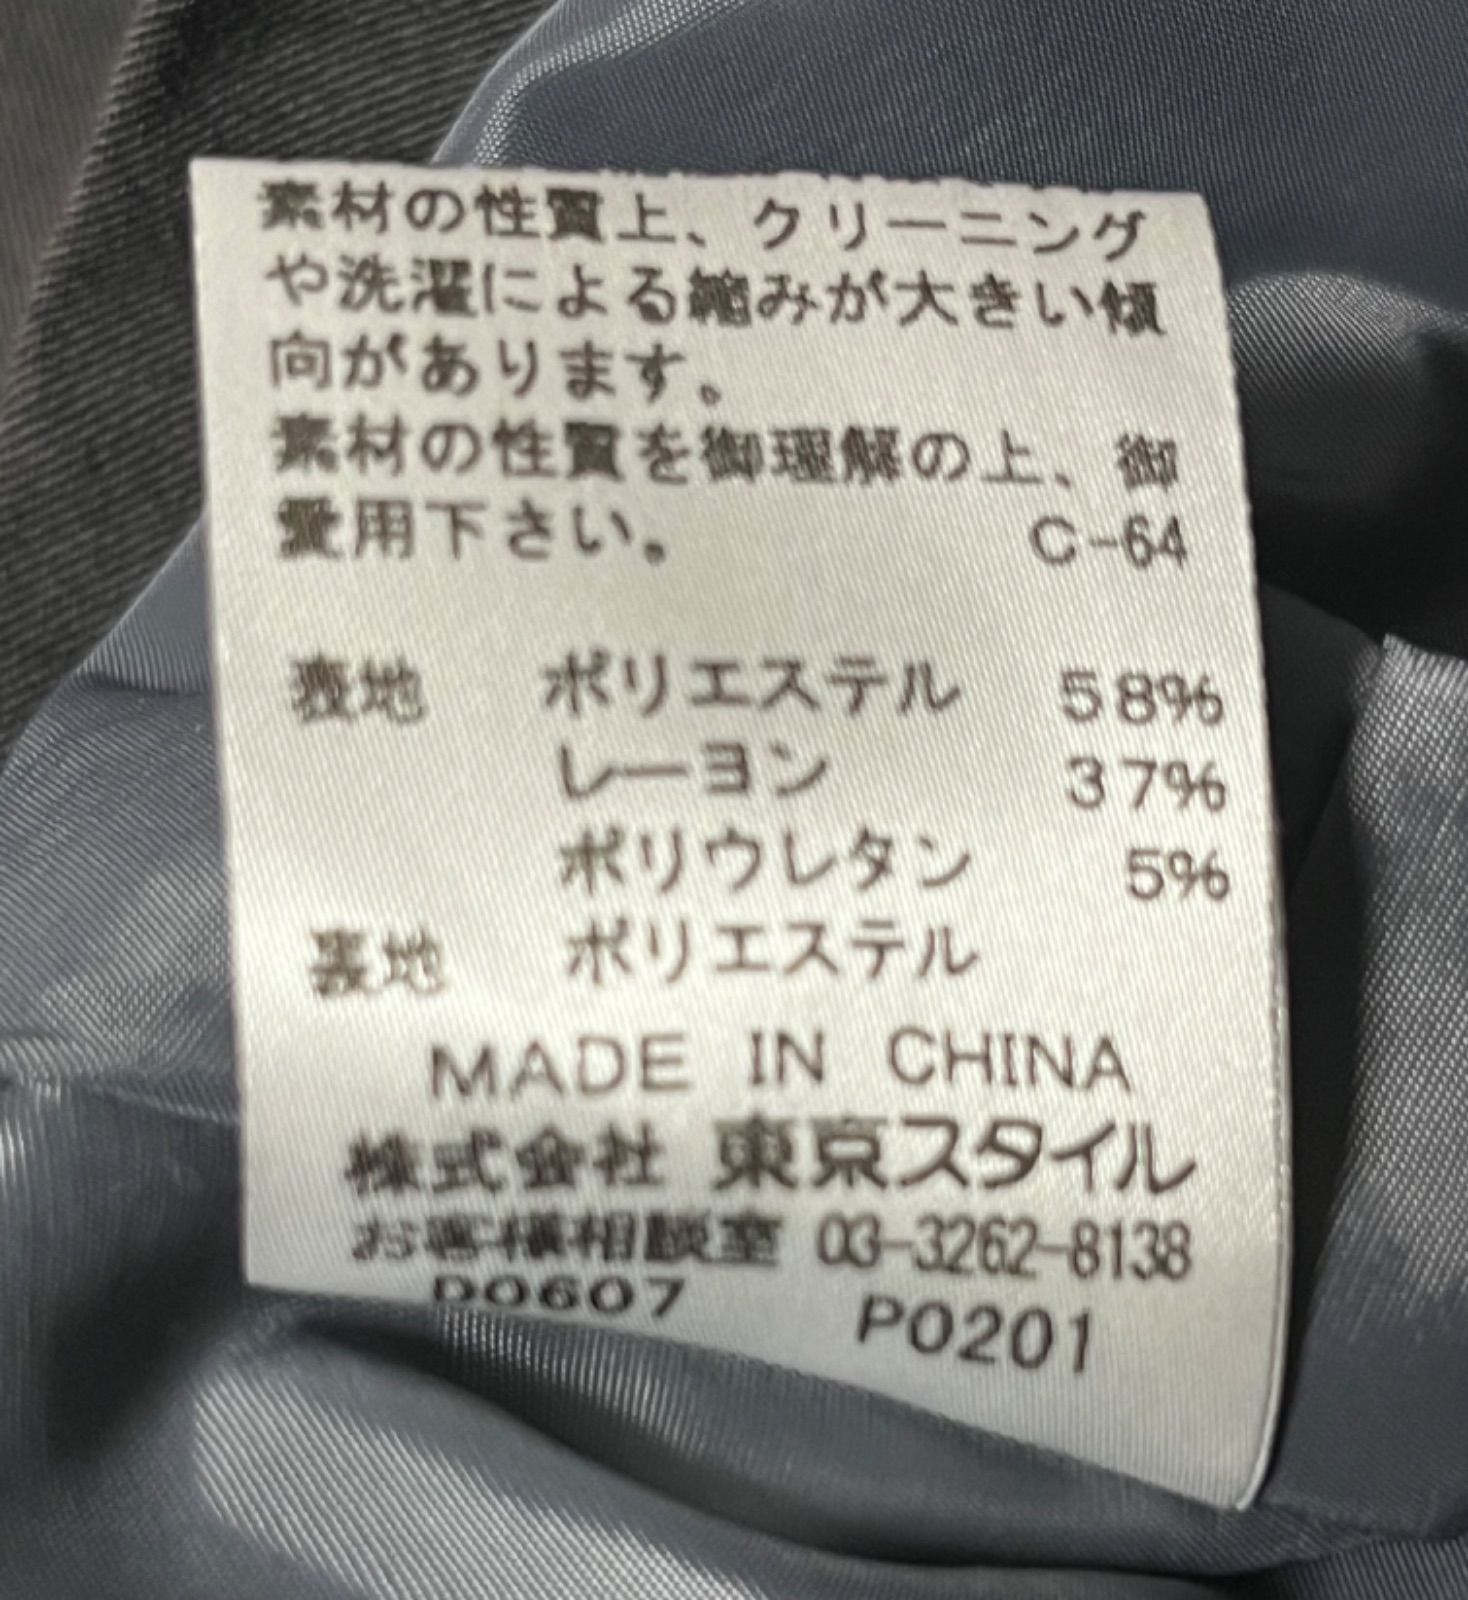 素材の性質上、クリーニング
や洗濯による縮みが大きい傾
向があります。
素材の性質を御理解の上、御
愛用下さい。 C-64
表地 ポリエステル 58%
レーヨン 37%
ポリウレタン 5%
裏地 ポリエステル
MADE IN CHINA
株式会社 東京スタイル
お客様相談室 03-3262-8138
D0607 P0201